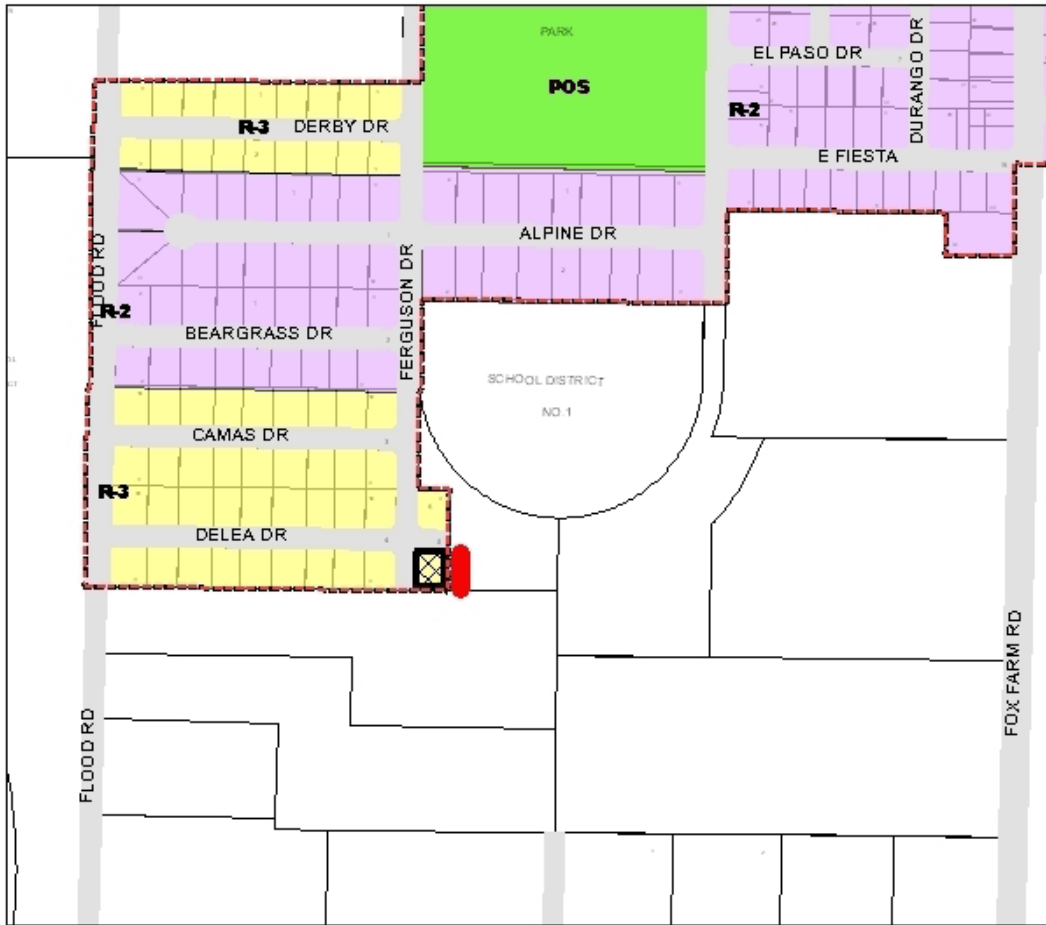 PARK
POS
EL PASO DR
DURANGO DR
R-2
R-3
DERBY DR
E FIESTA
ALPINE DR
FLOOD RD
R-2
BEARGRASS DR
FERGUSON DR
SCHOOL DISTRICT
NO. 1
CAMAS DR
R-3
DELEA DR
FOX FARM RD
FLOOD RD